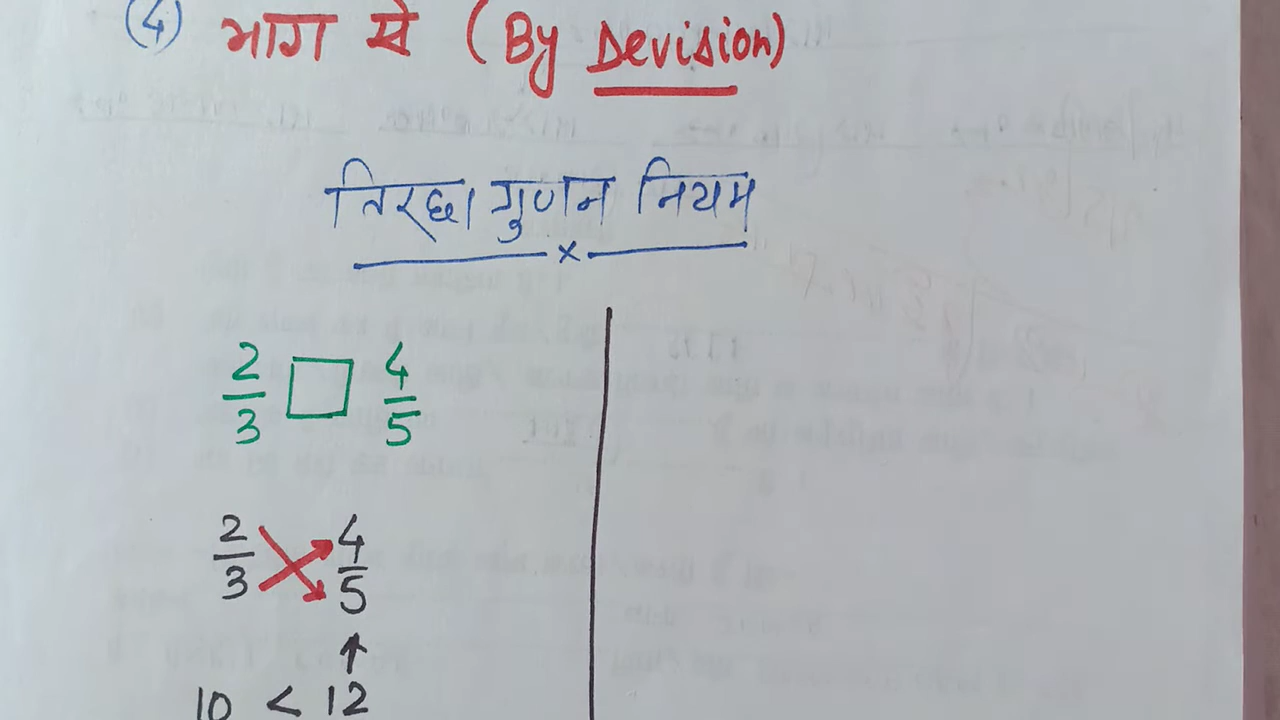 (4) भाग से (By Devision)
तिरछा गुणन नियम
×
2/3 □ 4/5
2/3 4/5
10 < 12